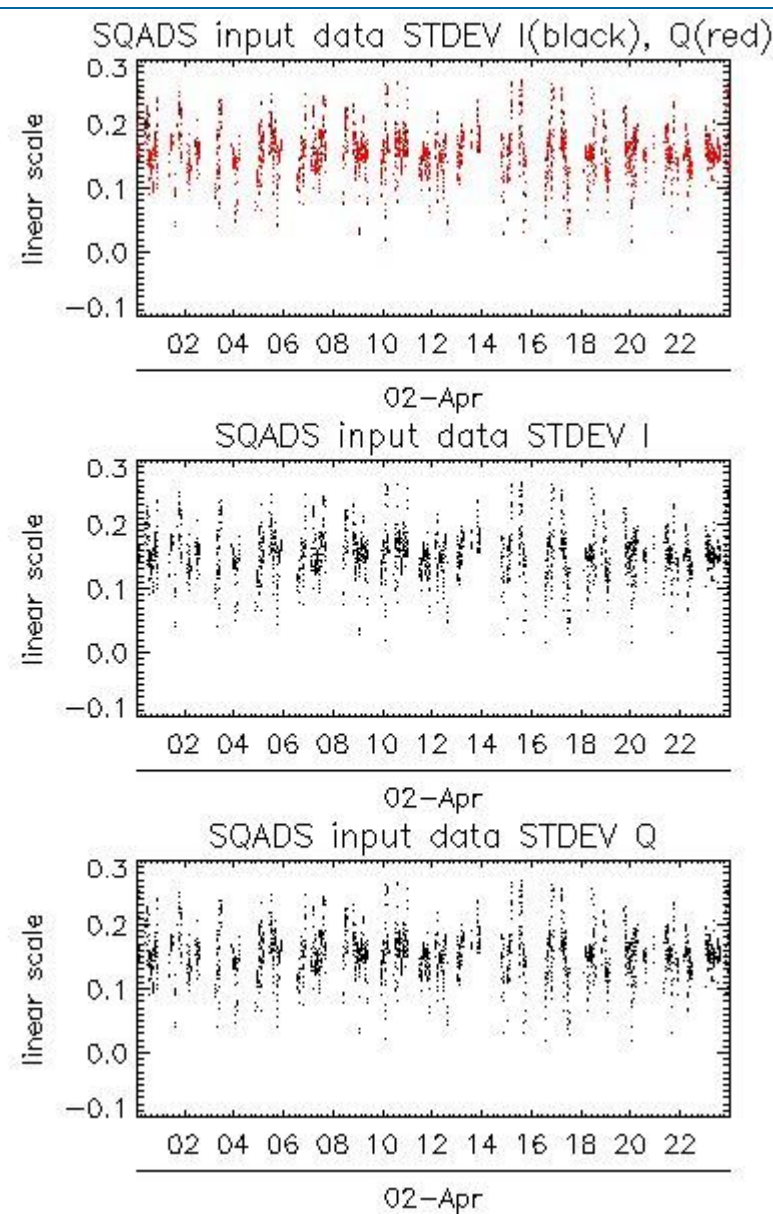 SQADS input data STDEV I(black), Q(red)
0.3
0.2
0.1
0.0
-0.1
linear scale
02 04 06 08 10 12 14 16 18 20 22
02-Apr
SQADS input data STDEV I
0.3
0.2
0.1
0.0
-0.1
linear scale
02 04 06 08 10 12 14 16 18 20 22
02-Apr
SQADS input data STDEV Q
0.3
0.2
0.1
0.0
-0.1
linear scale
02 04 06 08 10 12 14 16 18 20 22
02-Apr